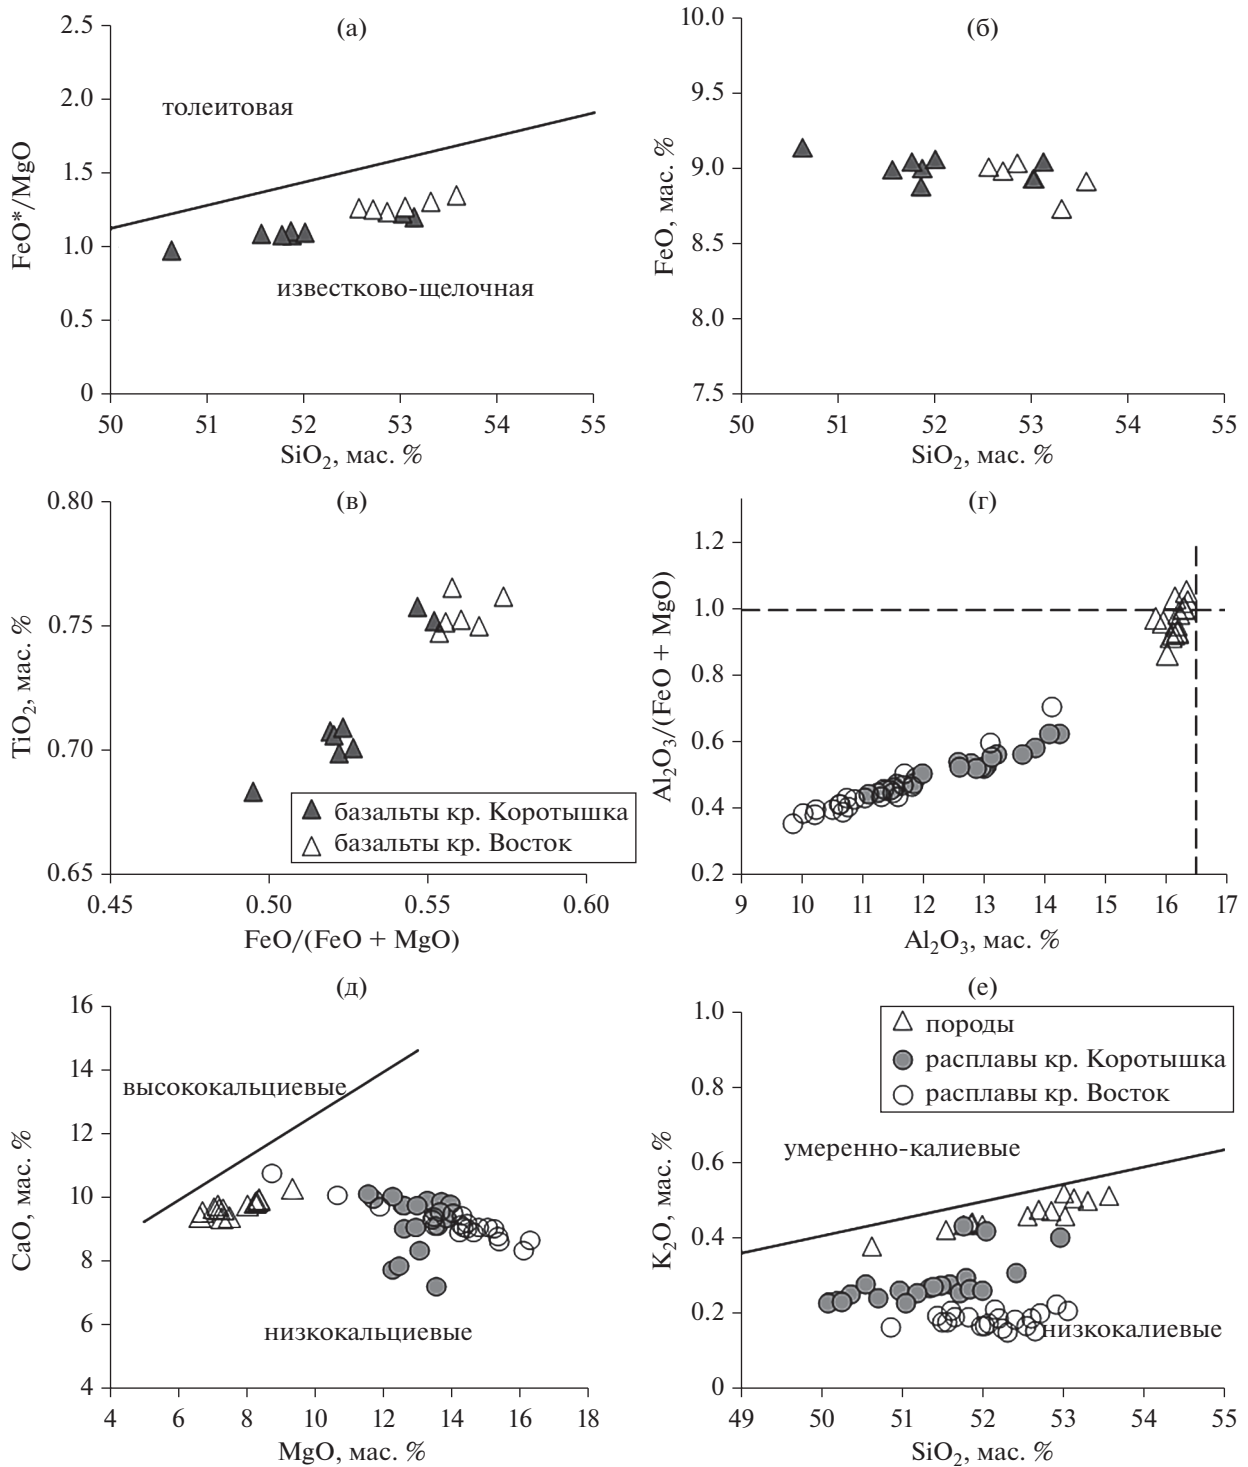 (а)
2.5
2.0
1.5
1.0
0.5
0
FeO*/MgO
толеитовая
известково-щелочная
50 51 52 53 54 55
SiO₂, мас. %
(б)
10.0
9.5
9.0
8.5
8.0
7.5
FeO, мас. %
50 51 52 53 54 55
SiO₂, мас. %
(в)
0.80
0.75
0.70
0.65
TiO₂, мас. %
базальты кр. Коротышка
базальты кр. Восток
0.45 0.50 0.55 0.60
FeO/(FeO + MgO)
(г)
1.2
1.0
0.8
0.6
0.4
0.2
Al₂O₃/(FeO + MgO)
9 10 11 12 13 14 15 16 17
Al₂O₃, мас. %
(д)
16
14
12
10
8
6
4
CaO, мас. %
высококальциевые
низкокальциевые
4 6 8 10 12 14 16 18
MgO, мас. %
(е)
1.0
0.8
0.6
0.4
0.2
0
K₂O, мас. %
породы
расплавы кр. Коротышка
расплавы кр. Восток
умеренно-калиевые
низкокалиевые
49 50 51 52 53 54 55
SiO₂, мас. %